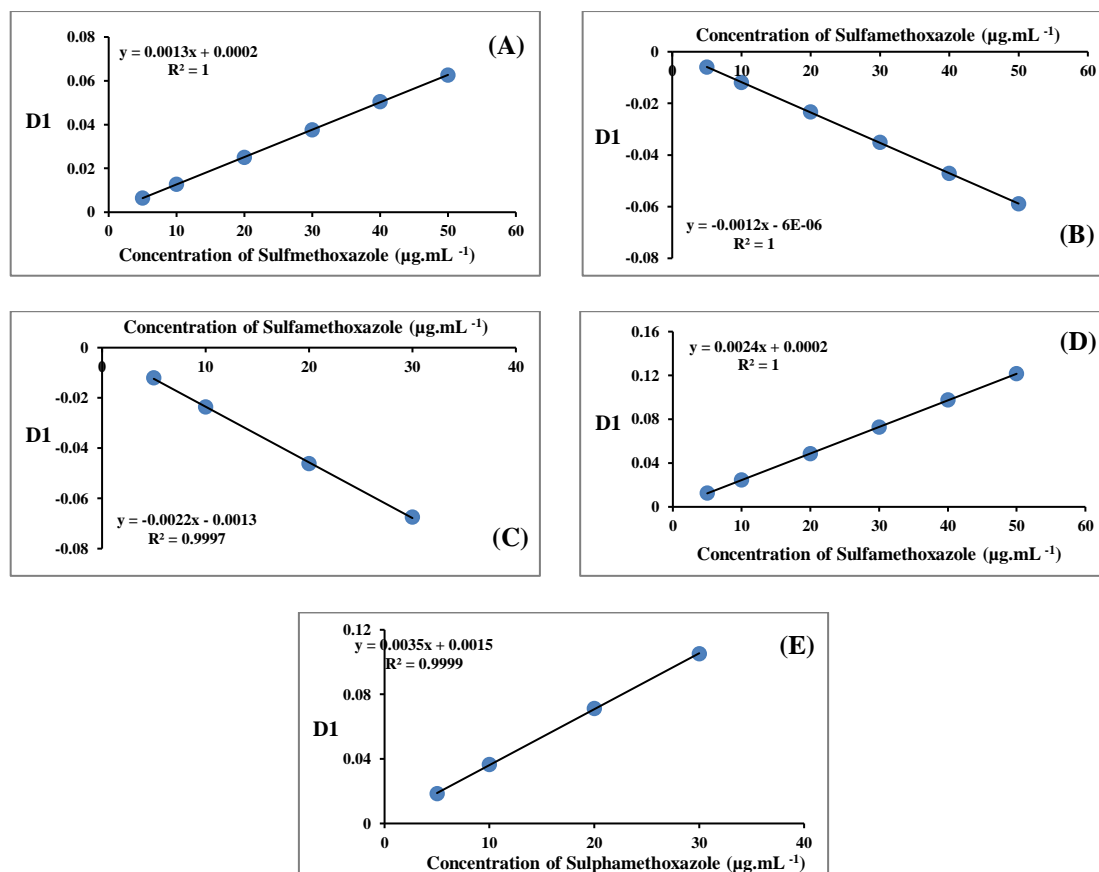 (A)
y = 0.0013x + 0.0002
R² = 1
D1
0.08
0.06
0.04
0.02
0
0 10 20 30 40 50 60
Concentration of Sulfmethoxazole (µg.mL -1)
Concentration of Sulfamethoxazole (µg.mL -1)
0 10 20 30 40 50 60
0
-0.02
-0.04
-0.06
-0.08
D1
y = -0.0012x - 6E-06
R² = 1
(B)
Concentration of Sulfamethoxazole (µg.mL -1)
0 10 20 30 40
0
-0.02
-0.04
-0.06
-0.08
D1
y = -0.0022x - 0.0013
R² = 0.9997
(C)
(D)
y = 0.0024x + 0.0002
R² = 1
D1
0.16
0.12
0.08
0.04
0
0 10 20 30 40 50 60
Concentration of Sulfamethoxazole (µg.mL -1)
(E)
y = 0.0035x + 0.0015
R² = 0.9999
D1
0.12
0.08
0.04
0
0 10 20 30 40
Concentration of Sulphamethoxazole (µg.mL -1)